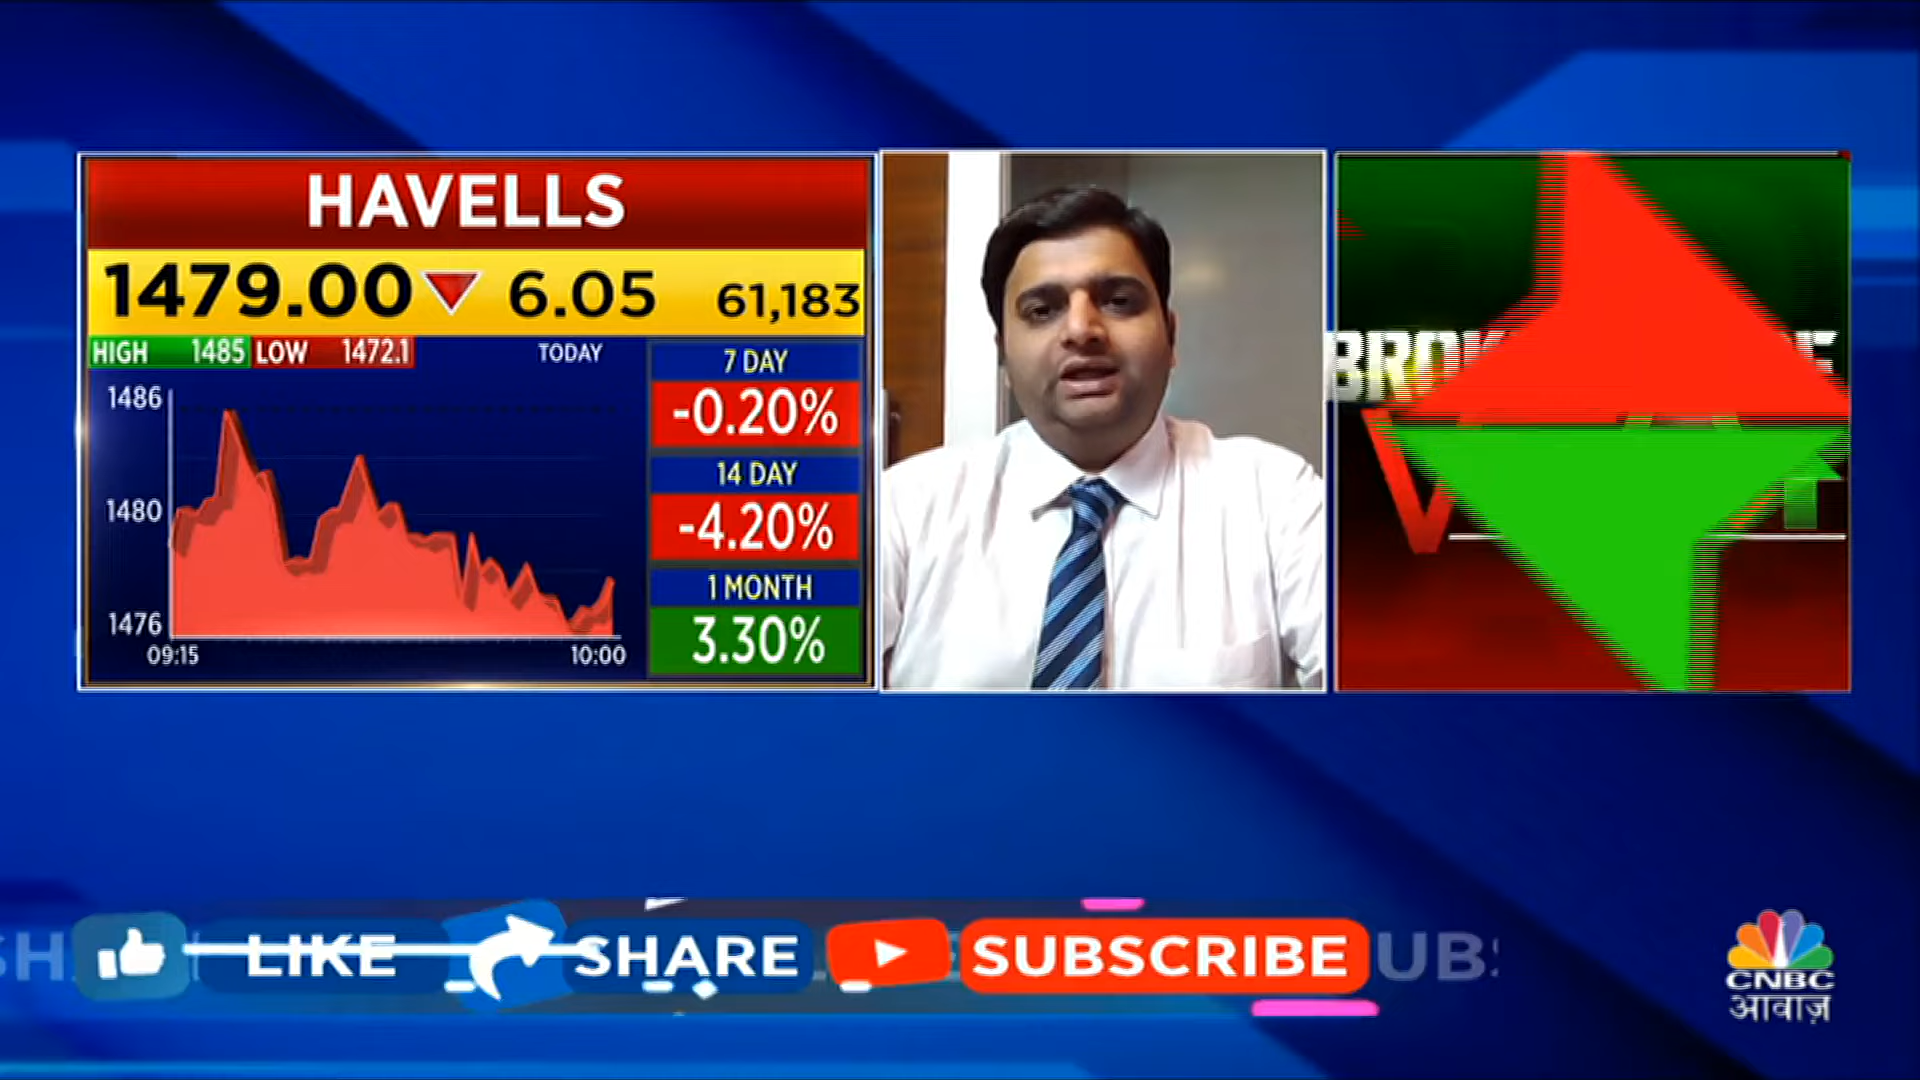 HAVELLS
1479.00 6.05 61,183
HIGH 1485 LOW 1472.1 TODAY
7 DAY
-0.20%
14 DAY
-4.20%
1 MONTH
3.30%
1486
1480
1476
09:15 10:00
LIKE SHARE SUBSCRIBE
CNBC
आवाज़